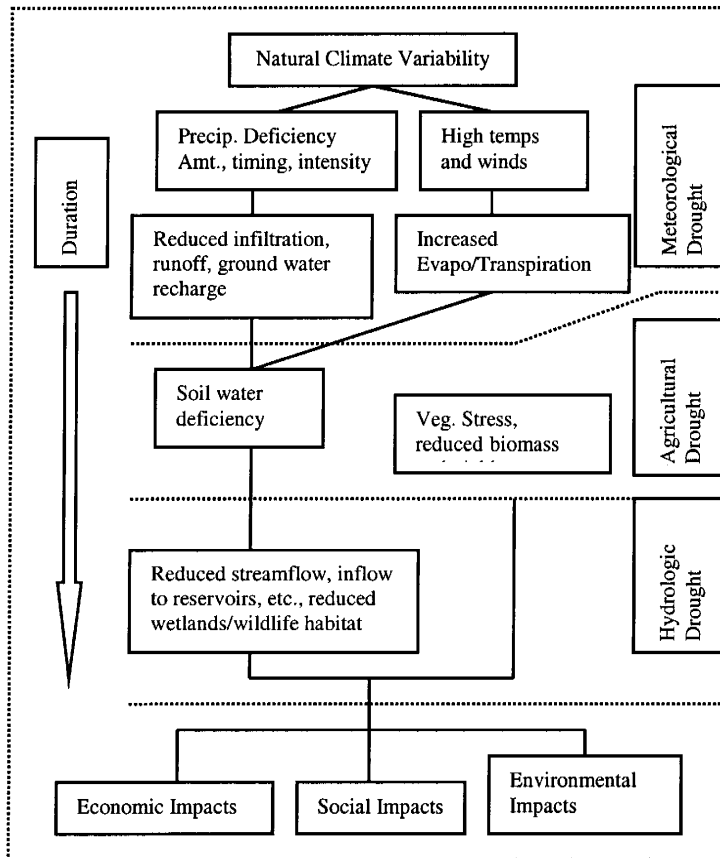 Natural Climate Variability
Precip. Deficiency
Amt., timing, intensity
High temps
and winds
Duration
Meteorological
Drought
Reduced infiltration,
runoff, ground water
recharge
Increased
Evapo/Transpiration
Soil water
deficiency
Veg. Stress,
reduced biomass
Agricultural
Drought
Reduced streamflow, inflow
to reservoirs, etc., reduced
wetlands/wildlife habitat
Hydrologic
Drought
Economic Impacts
Social Impacts
Environmental
Impacts